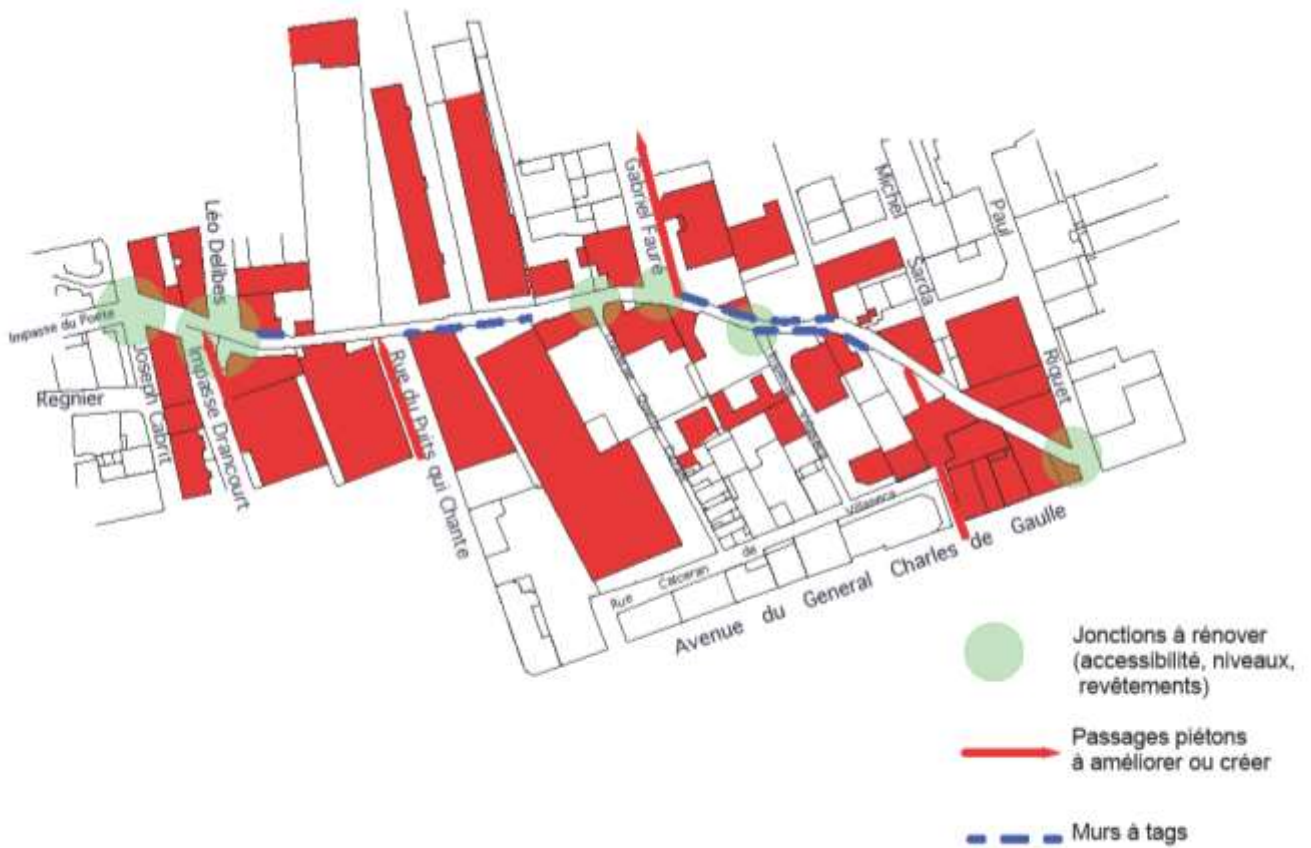 Gabriel Fauré
Michel
Sarda
Paul
Riquet
Léo Delibes
Impasse du Poète
Joseph Cabrit
Regnier
Impasse Drancourt
Rue du Puits qui Chante
Rue Calceran de Villaseca
Avenue du General Charles de Gaulle
Jonctions à rénover
(accessibilité, niveaux,
revêtements)
Passages piétons
à améliorer ou créer
Murs à tags